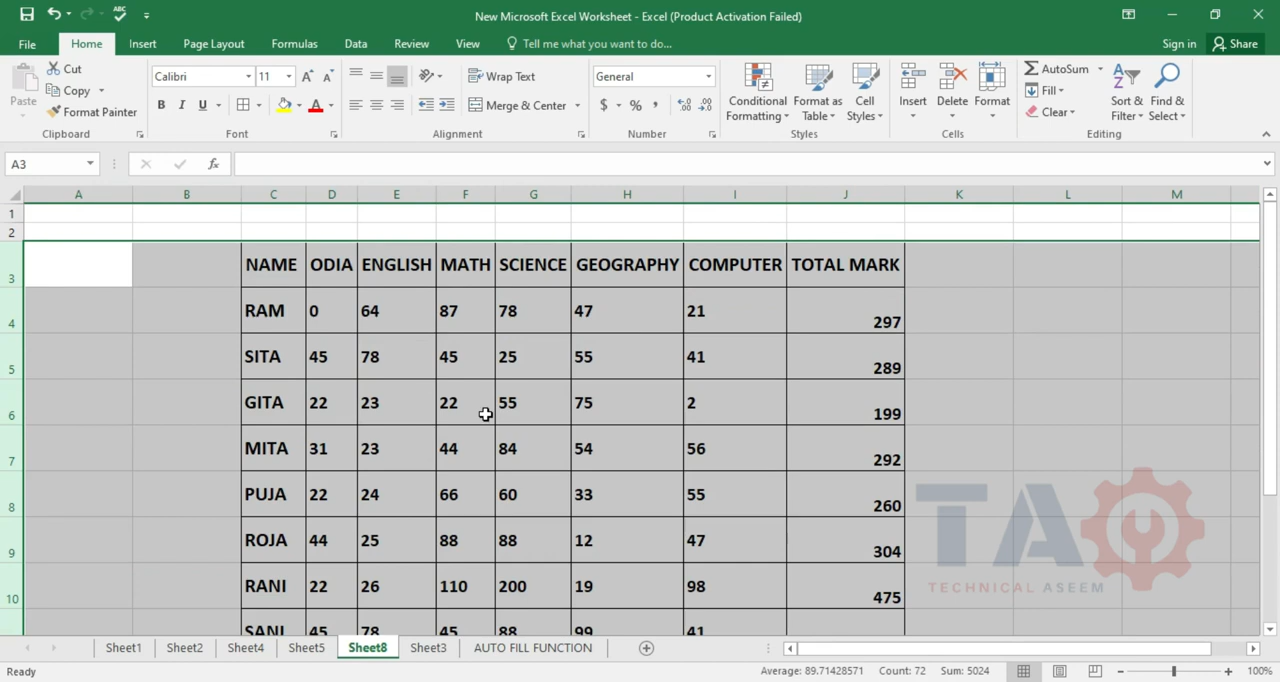 New Microsoft Excel Worksheet - Excel (Product Activation Failed)
File Home Insert Page Layout Formulas Data Review View Tell me what you want to do... Sign in Share
Cut
Copy
Format Painter
Paste
Calibri 11
B I U
Wrap Text
Merge & Center
General
$ % ,
Conditional Formatting
Format as Table
Cell Styles
Insert
Delete
Format
AutoSum
Fill
Clear
Sort & Filter
Find & Select
Clipboard Font Alignment Number Styles Cells Editing
A3 fx
A B C D E F G H I J K L M
1
2
3 NAME ODIA ENGLISH MATH SCIENCE GEOGRAPHY COMPUTER TOTAL MARK
4 RAM 0 64 87 78 47 21 297
5 SITA 45 78 45 25 55 41 289
6 GITA 22 23 22 55 75 2 199
7 MITA 31 23 44 84 54 56 292
8 PUJA 22 24 66 60 33 55 260
9 ROJA 44 25 88 88 12 47 304
10 RANI 22 26 110 200 19 98 475
SANI 45 78 45 88 99 41
TA
TECHNICAL ASEEM
Sheet1 Sheet2 Sheet4 Sheet5 Sheet8 Sheet3 AUTO FILL FUNCTION
Ready Average: 89.71428571 Count: 72 Sum: 5024 100%